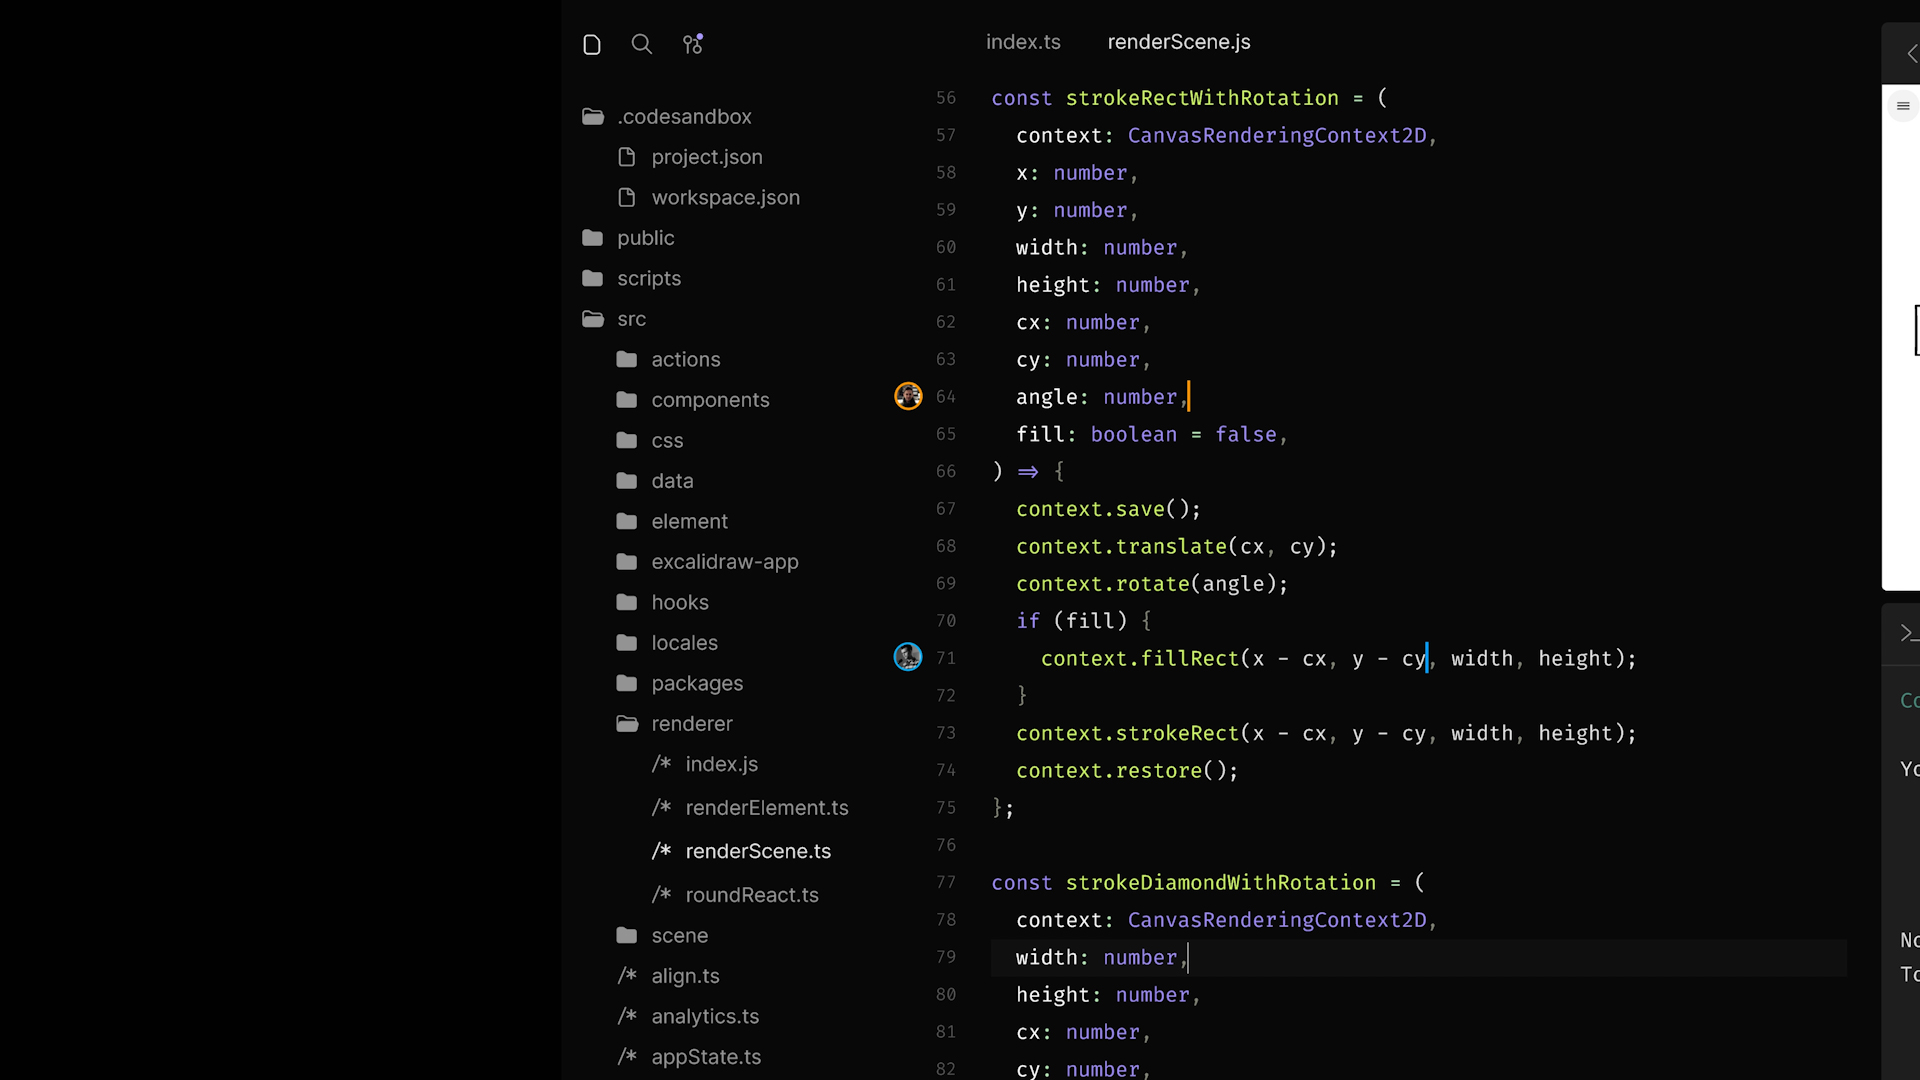 .codesandbox
project.json
workspace.json
public
scripts
src
actions
components
css
data
element
excalidraw-app
hooks
locales
packages
renderer
/* index.js
/* renderElement.ts
/* renderScene.ts
/* roundReact.ts
scene
/* align.ts
/* analytics.ts
/* appState.ts
index.ts renderScene.js
56 const strokeRectWithRotation = (
57 context: CanvasRenderingContext2D,
58 x: number,
59 y: number,
60 width: number,
61 height: number,
62 cx: number,
63 cy: number,
64 angle: number,
65 fill: boolean = false,
66 ) => {
67 context.save();
68 context.translate(cx, cy);
69 context.rotate(angle);
70 if (fill) {
71 context.fillRect(x - cx, y - cy, width, height);
72 }
73 context.strokeRect(x - cx, y - cy, width, height);
74 context.restore();
75 };
76
77 const strokeDiamondWithRotation = (
78 context: CanvasRenderingContext2D,
79 width: number,
80 height: number,
81 cx: number,
82 cy: number,